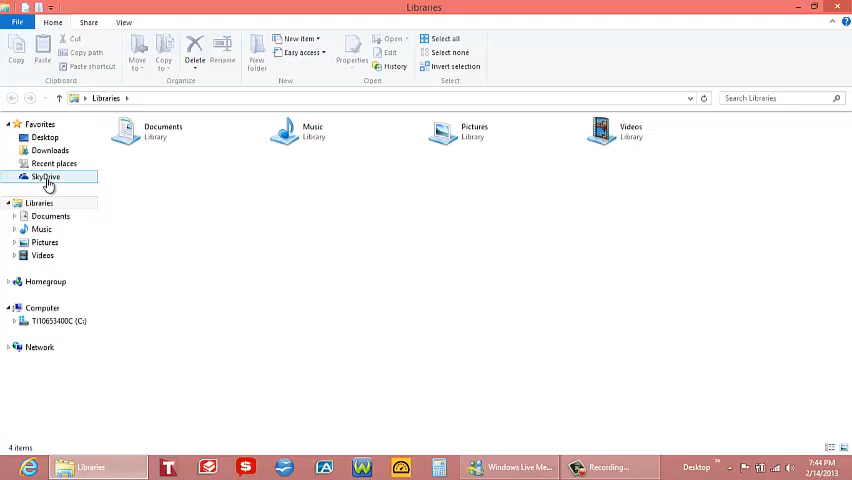 Libraries
File Home Share View
Copy
Paste
Cut
Copy path
Paste shortcut
Clipboard
Move to
Copy to
Delete
Rename
Organize
New folder
New item
Easy access
New
Properties
Open
Edit
History
Open
Select all
Select none
Invert selection
Select
Libraries
Search Libraries
Favorites
Desktop
Downloads
Recent places
SkyDrive
Libraries
Documents
Music
Pictures
Videos
Homegroup
Computer
TI10653400C (C:)
Network
Documents
Library
Music
Library
Pictures
Library
Videos
Library
4 items
Libraries
Windows Live Me...
Recording...
Desktop
7:44 PM
2/14/2013